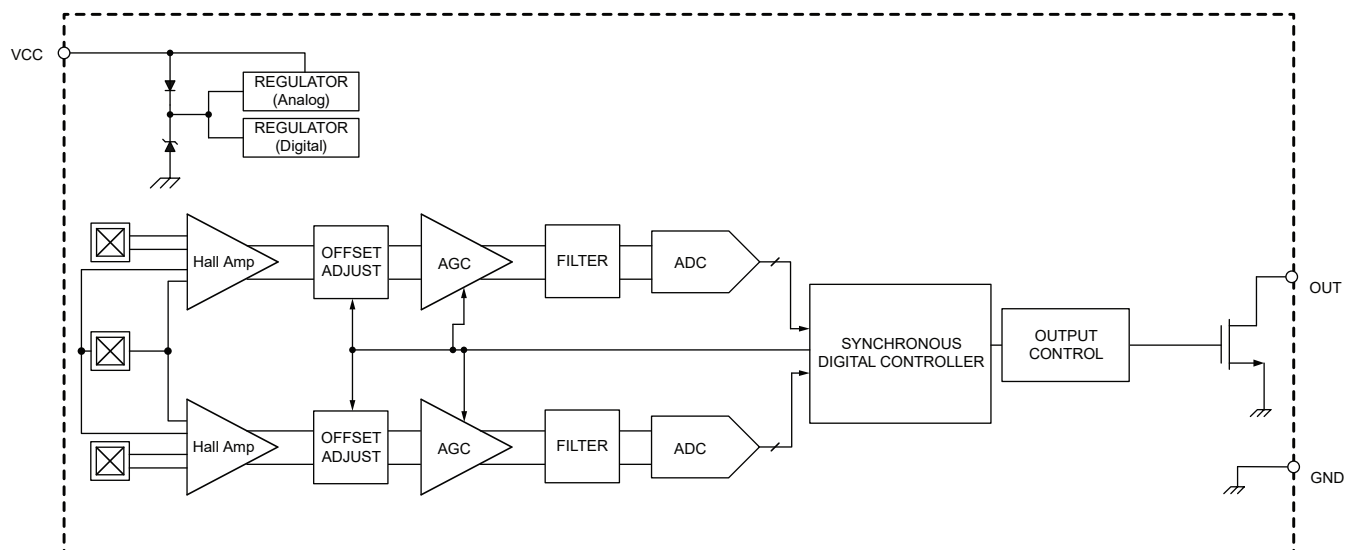 VCC
REGULATOR
(Analog)
REGULATOR
(Digital)
Hall Amp
OFFSET
ADJUST
AGC
FILTER
ADC
SYNCHRONOUS
DIGITAL CONTROLLER
OUTPUT
CONTROL
OUT
Hall Amp
OFFSET
ADJUST
AGC
FILTER
ADC
GND